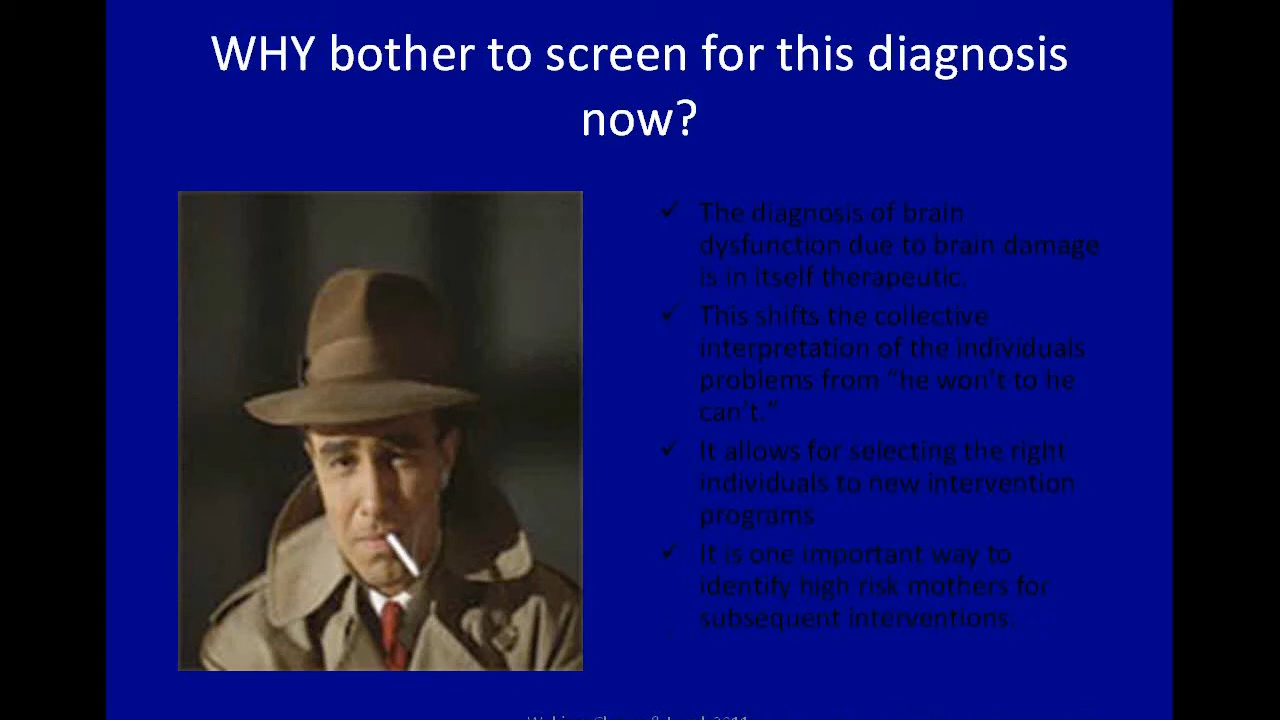 WHY bother to screen for this diagnosis
now?
✓ The diagnosis of brain
dysfunction due to brain damage
is in itself therapeutic.
✓ This shifts the collective
interpretation of the individuals
problems from “he won’t to he
can’t.”
✓ It allows for selecting the right
individuals to new intervention
programs
✓ It is one important way to
identify high risk mothers for
subsequent interventions.